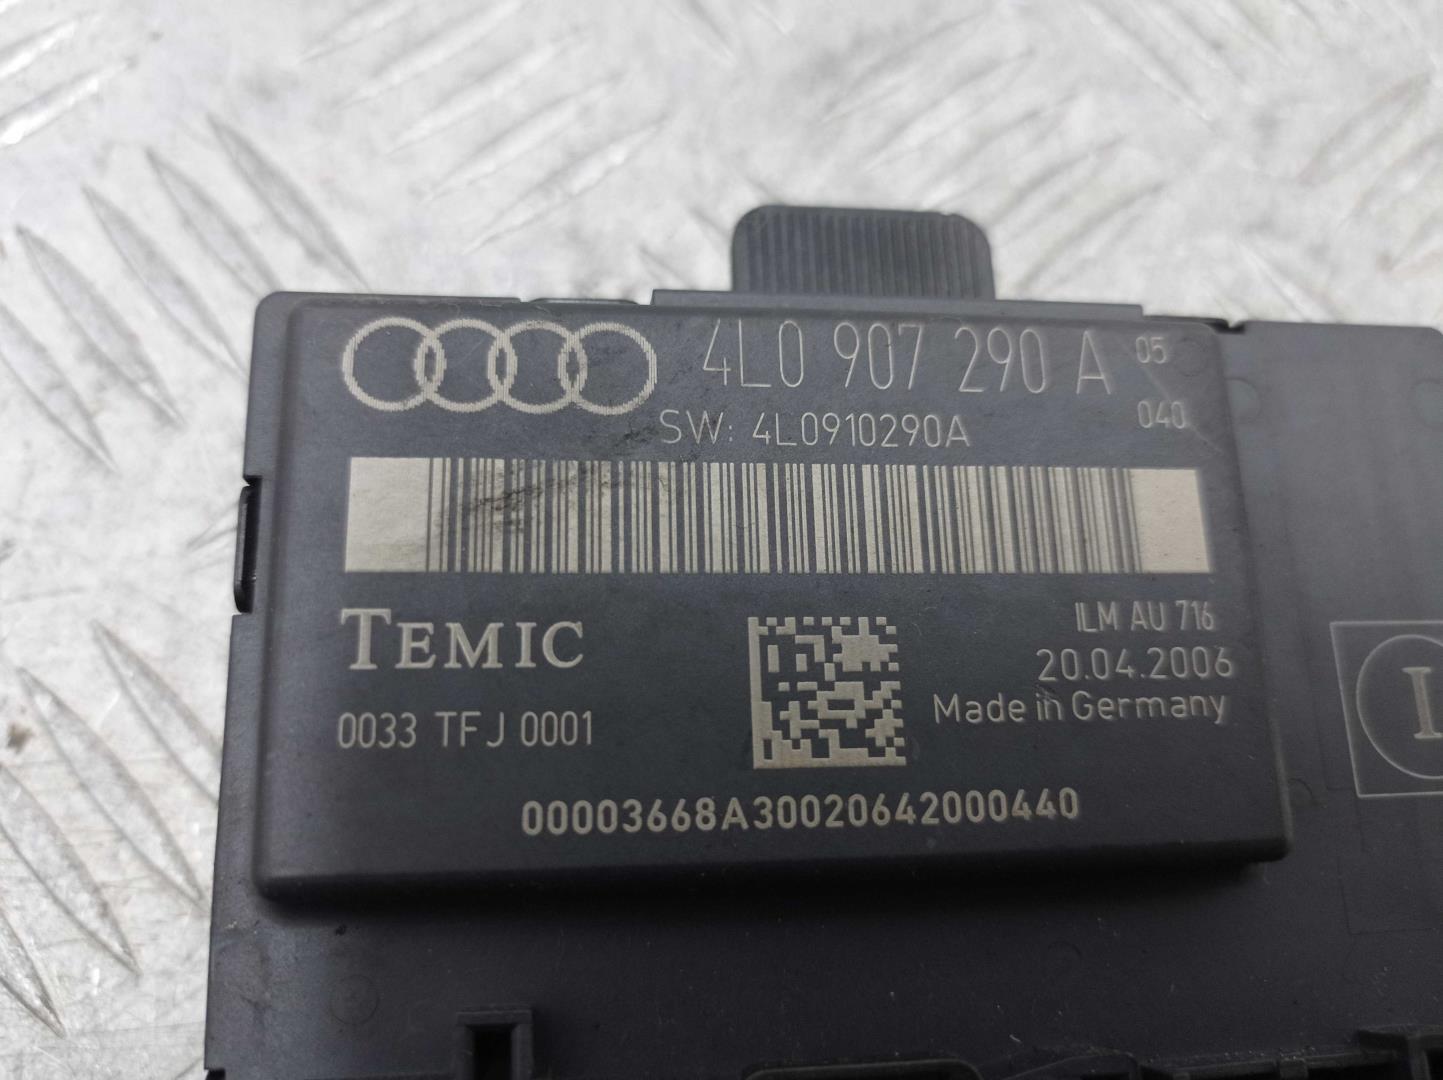 4L0 907 290 A 05
SW: 4L0910290A 040
TEMIC
ILM AU 716
20.04.2006
0033 TFJ 0001
Made in Germany
00003668A30020642000440